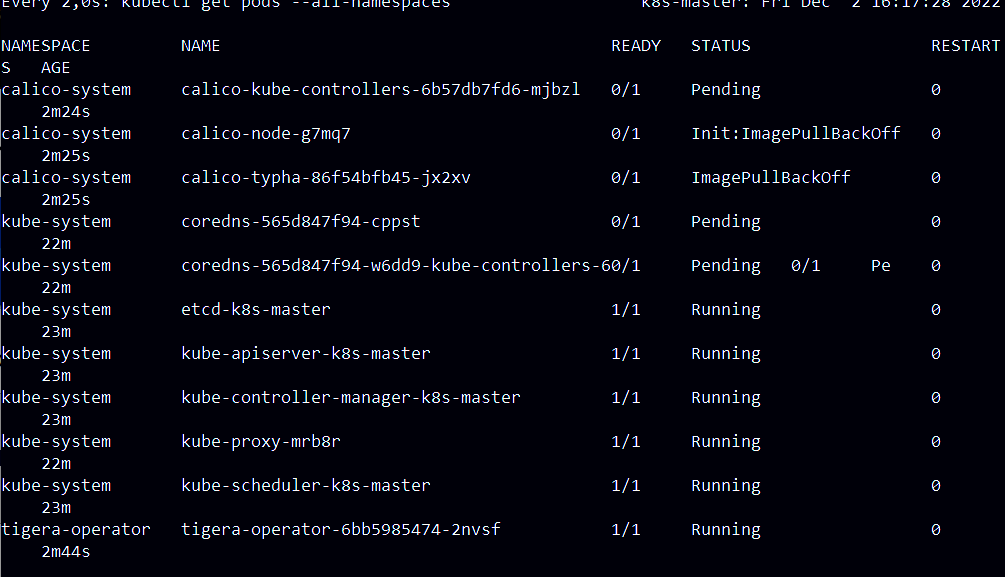 Every 2,0s: kubectl get pods --all-namespaces k8s-master: Fri Dec 2 16:17:28 2022
NAMESPACE NAME READY STATUS RESTART
S AGE
calico-system calico-kube-controllers-6b57db7fd6-mjbzl 0/1 Pending 0
2m24s
calico-system calico-node-g7mq7 0/1 Init:ImagePullBackOff 0
2m25s
calico-system calico-typha-86f54bfb45-jx2xv 0/1 ImagePullBackOff 0
2m25s
kube-system coredns-565d847f94-cppst 0/1 Pending 0
22m
kube-system coredns-565d847f94-w6dd9-kube-controllers-60/1 Pending 0/1 Pe 0
22m
kube-system etcd-k8s-master 1/1 Running 0
23m
kube-system kube-apiserver-k8s-master 1/1 Running 0
23m
kube-system kube-controller-manager-k8s-master 1/1 Running 0
23m
kube-system kube-proxy-mrb8r 1/1 Running 0
22m
kube-system kube-scheduler-k8s-master 1/1 Running 0
23m
tigera-operator tigera-operator-6bb5985474-2nvsf 1/1 Running 0
2m44s